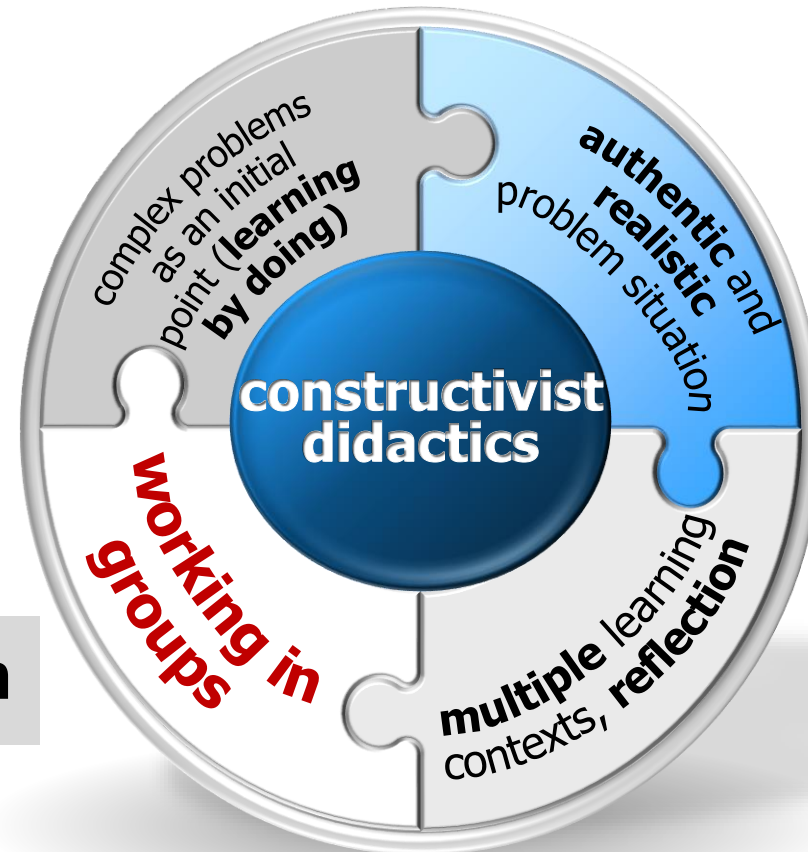 complex problems
as an initial
point (learning
by doing)
authentic and
realistic
problem situation
constructivist
didactics
working in
groups
multiple learning
contexts, reflection